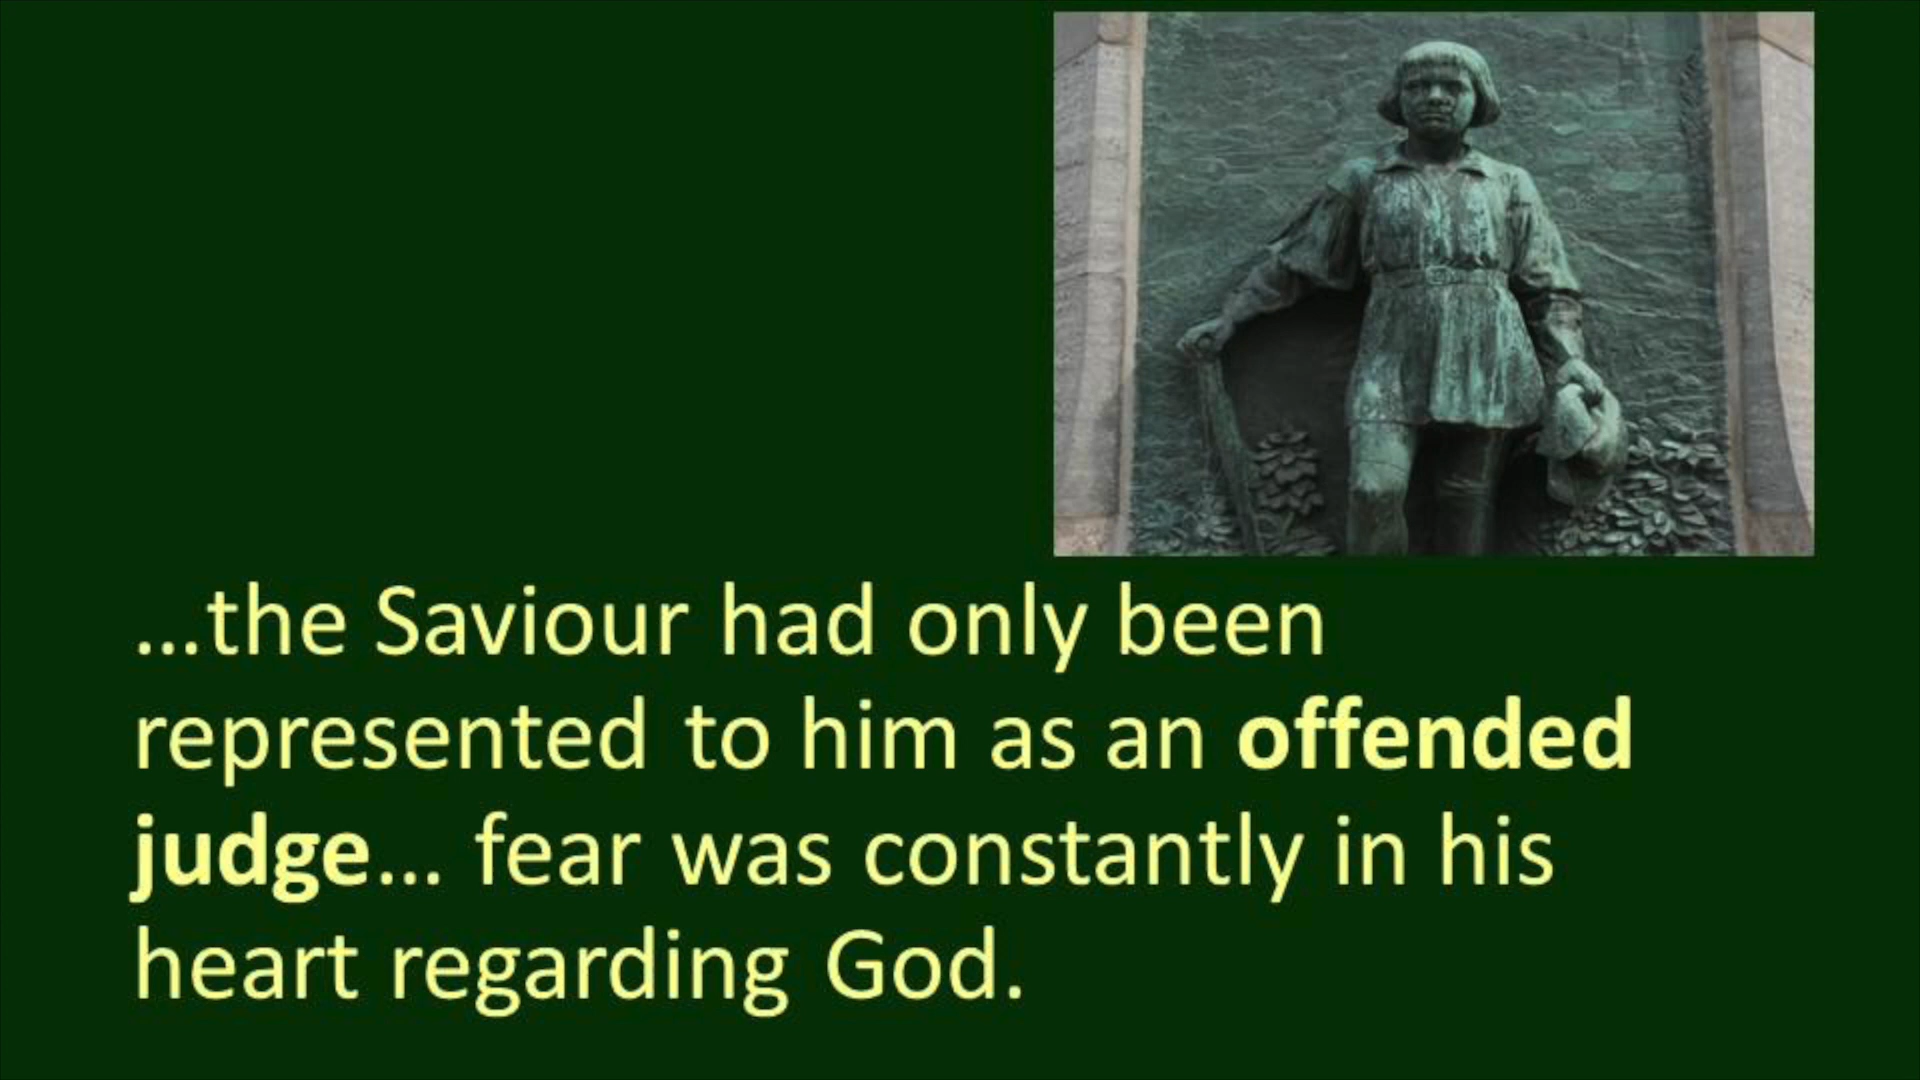 ...the Saviour had only been
represented to him as an offended
judge... fear was constantly in his
heart regarding God.